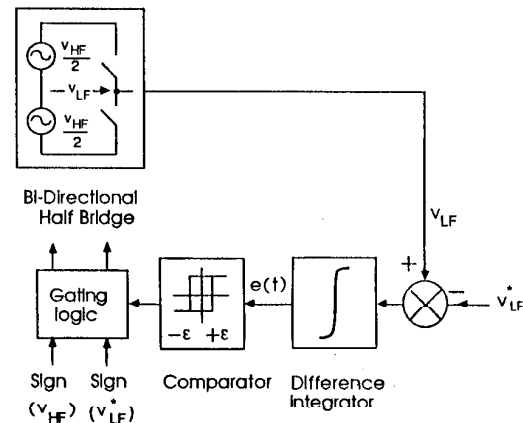 v_HF
2
v_LF
v_HF
2
Bi-Directional
Half Bridge
v_LF
+
−
v*_LF
e(t)
Gating
logic
−ε +ε
Sign
(v_HF)
Sign
(v*_LF)
Comparator
Difference
Integrator